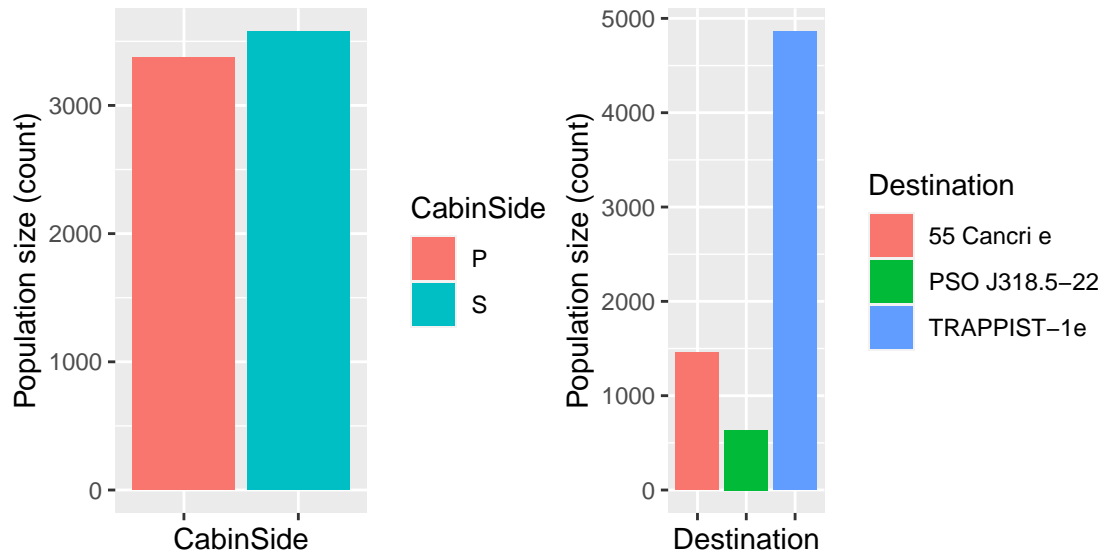 Population size (count)
3000
2000
1000
0
CabinSide
CabinSide
P
S
Population size (count)
5000
4000
3000
2000
1000
0
Destination
Destination
55 Cancri e
PSO J318.5−22
TRAPPIST−1e